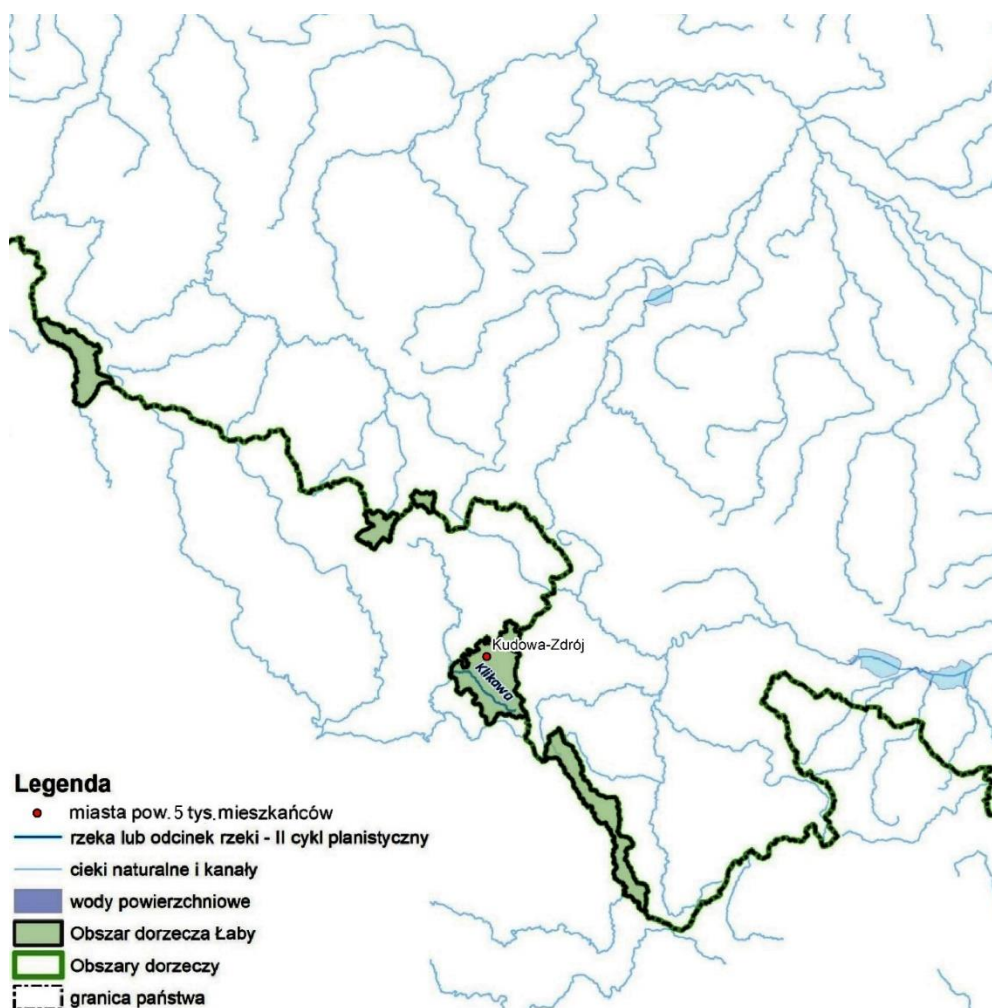 Kudowa-Zdrój
Klikawa
Legenda
miasta pow. 5 tys. mieszkańców
rzeka lub odcinek rzeki - II cykl planistyczny
cieki naturalne i kanały
wody powierzchniowe
Obszar dorzecza Łaby
Obszary dorzeczy
granica państwa